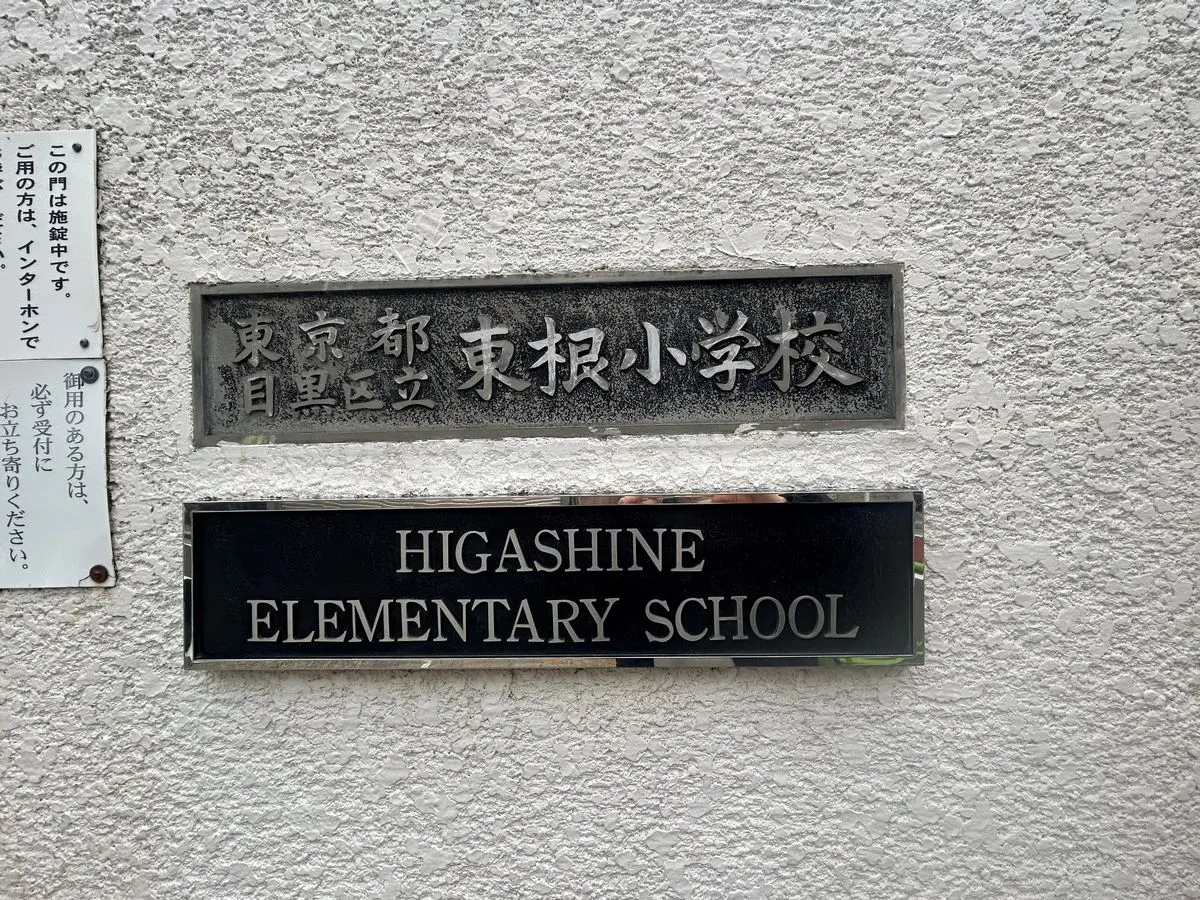 この門は施錠中です。
ご用の方は、インターホンで
御用のある方は、
必ず受付に
お立ち寄りください。
東京都
目黒区立
東根小学校
HIGASHINE
ELEMENTARY SCHOOL